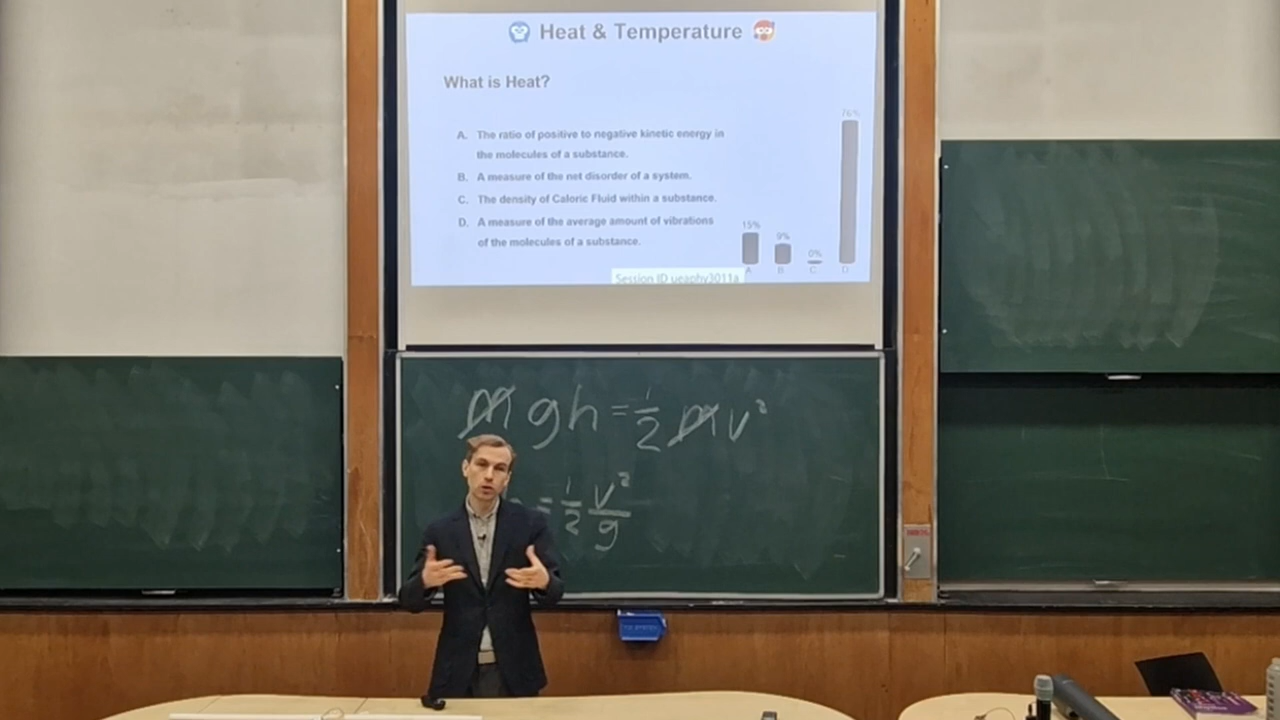 Heat & Temperature
What is Heat?
A. The ratio of positive to negative kinetic energy in
the molecules of a substance.
B. A measure of the net disorder of a system.
C. The density of Caloric Fluid within a substance.
D. A measure of the average amount of vibrations
of the molecules of a substance.
76%
15%
9%
0%
A B C D
Session ID ueaphy3011a
m gh = 1/2 m v²
= 1/2 v²/g